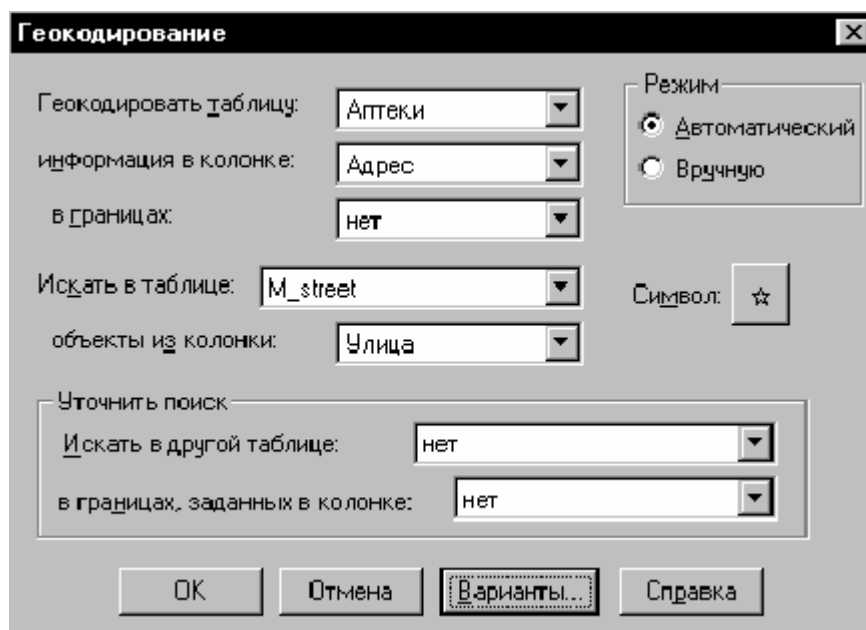 Геокодирование
Геокодировать таблицу: Аптеки
информация в колонке: Адрес
в границах: нет
Режим
Автоматический
Вручную
Искать в таблице: M_street
объекты из колонки: Улица
Символ:
Уточнить поиск
Искать в другой таблице: нет
в границах, заданных в колонке: нет
OK Отмена Варианты... Справка